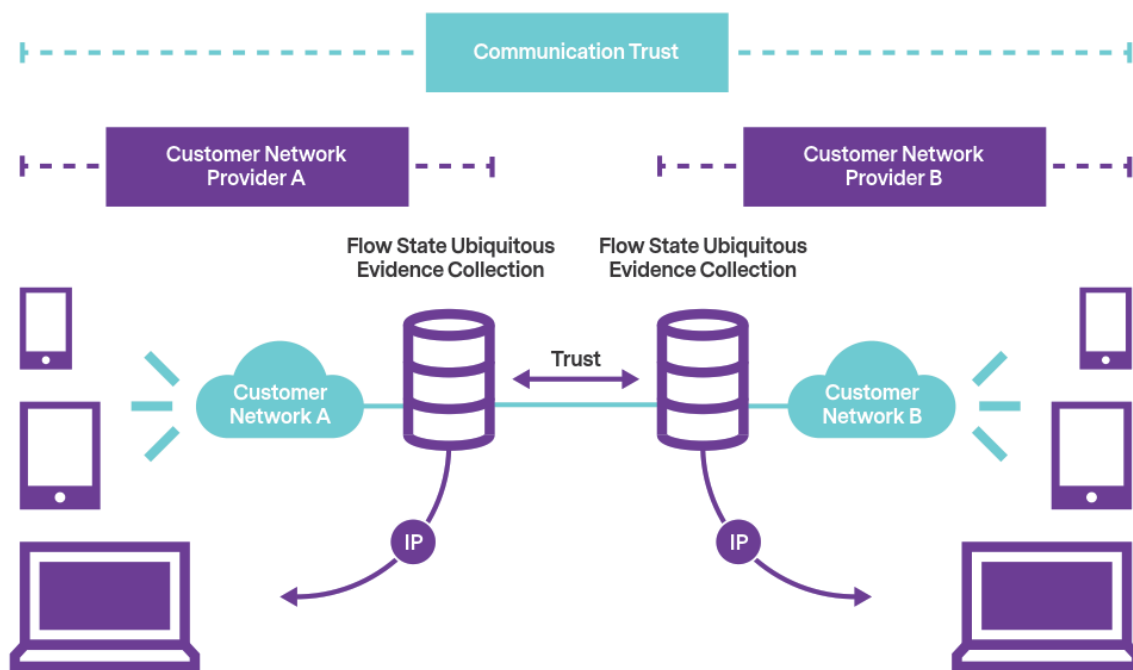 Communication Trust
Customer Network
Provider A
Customer Network
Provider B
Flow State Ubiquitous
Evidence Collection
Flow State Ubiquitous
Evidence Collection
Trust
Customer
Network A
Customer
Network B
IP
IP